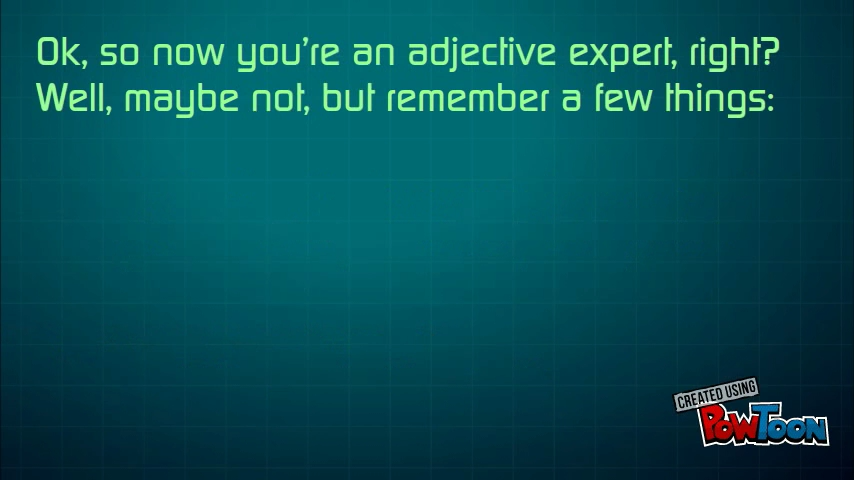 Ok, so now you're an adjective expert, right?
Well, maybe not, but remember a few things:
CREATED USING
POWTOON